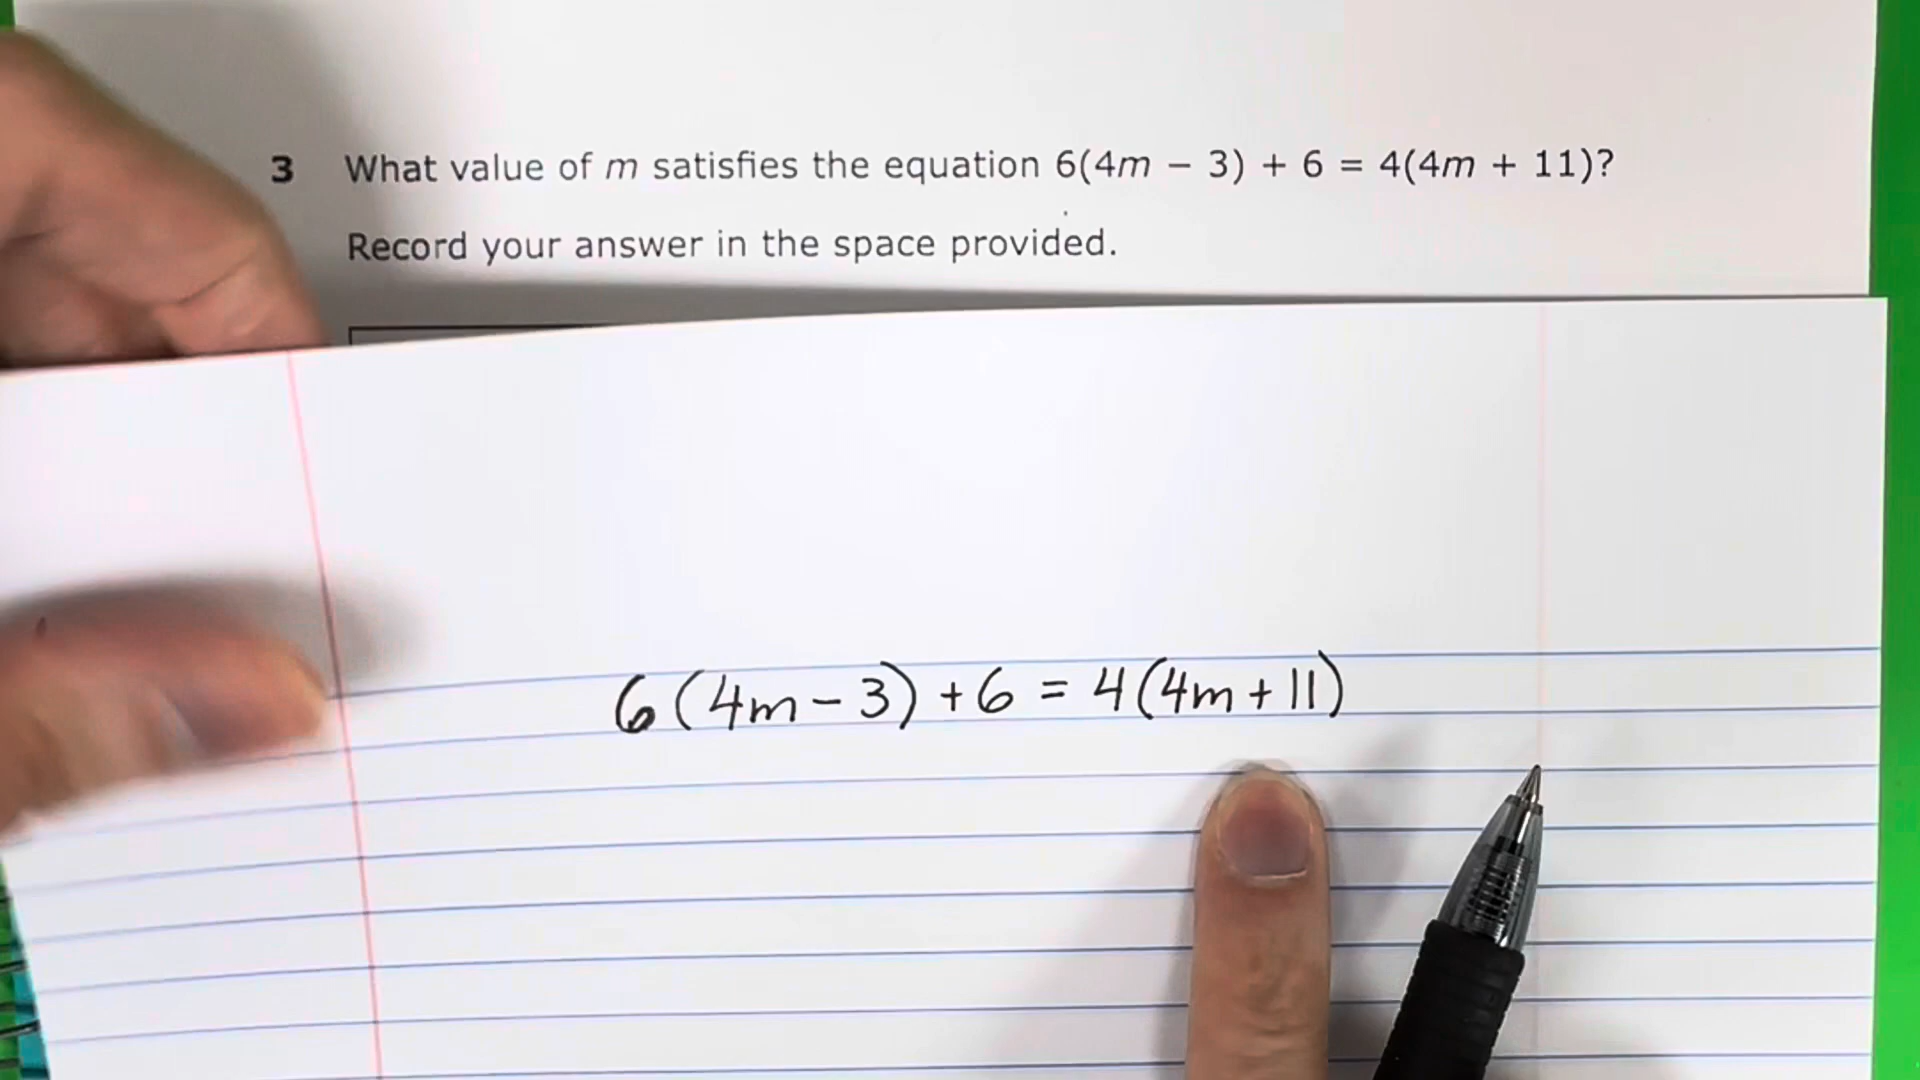 3 What value of m satisfies the equation 6(4m − 3) + 6 = 4(4m + 11)?
Record your answer in the space provided.
6(4m − 3) + 6 = 4(4m + 11)